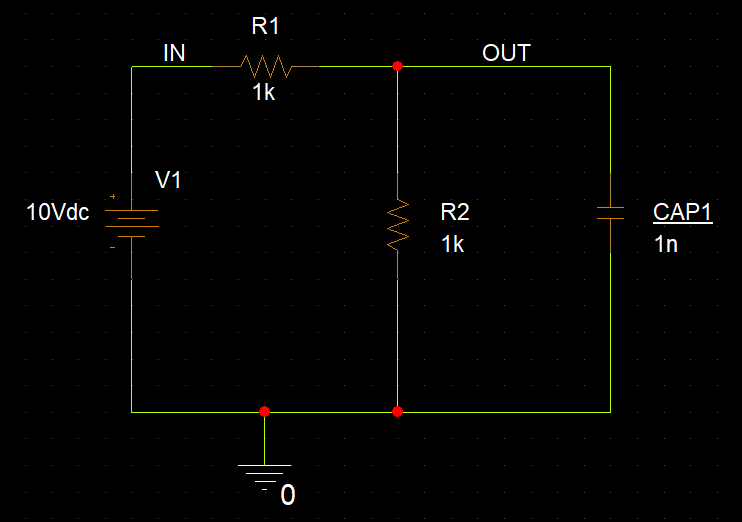 R1
IN
OUT
1k
V1
+
10Vdc
-
R2
1k
CAP1
1n
0